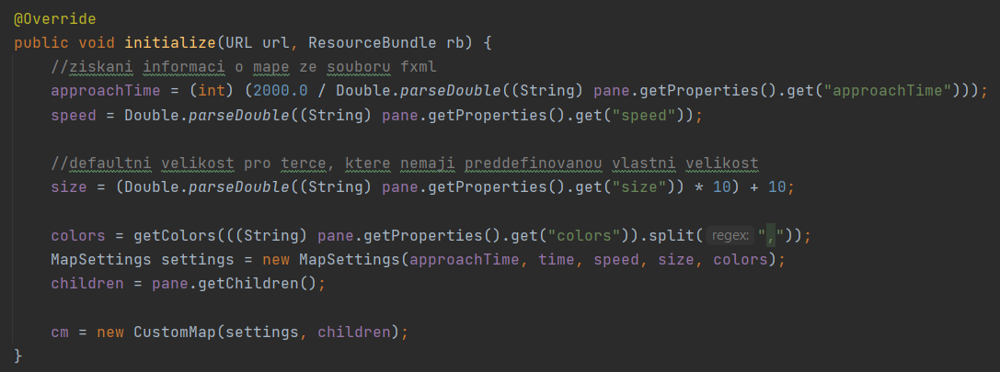 @Override
public void initialize(URL url, ResourceBundle rb) {
//ziskani informaci o mape ze souboru fxml
approachTime = (int) (2000.0 / Double.parseDouble((String) pane.getProperties().get("approachTime")));
speed = Double.parseDouble((String) pane.getProperties().get("speed"));
//defaultni velikost pro terce, ktere nemaji preddefinovanou vlastni velikost
size = (Double.parseDouble((String) pane.getProperties().get("size")) * 10) + 10;
colors = getColors(((String) pane.getProperties().get("colors")).split( regex: ","));
MapSettings settings = new MapSettings(approachTime, time, speed, size, colors);
children = pane.getChildren();
cm = new CustomMap(settings, children);
}